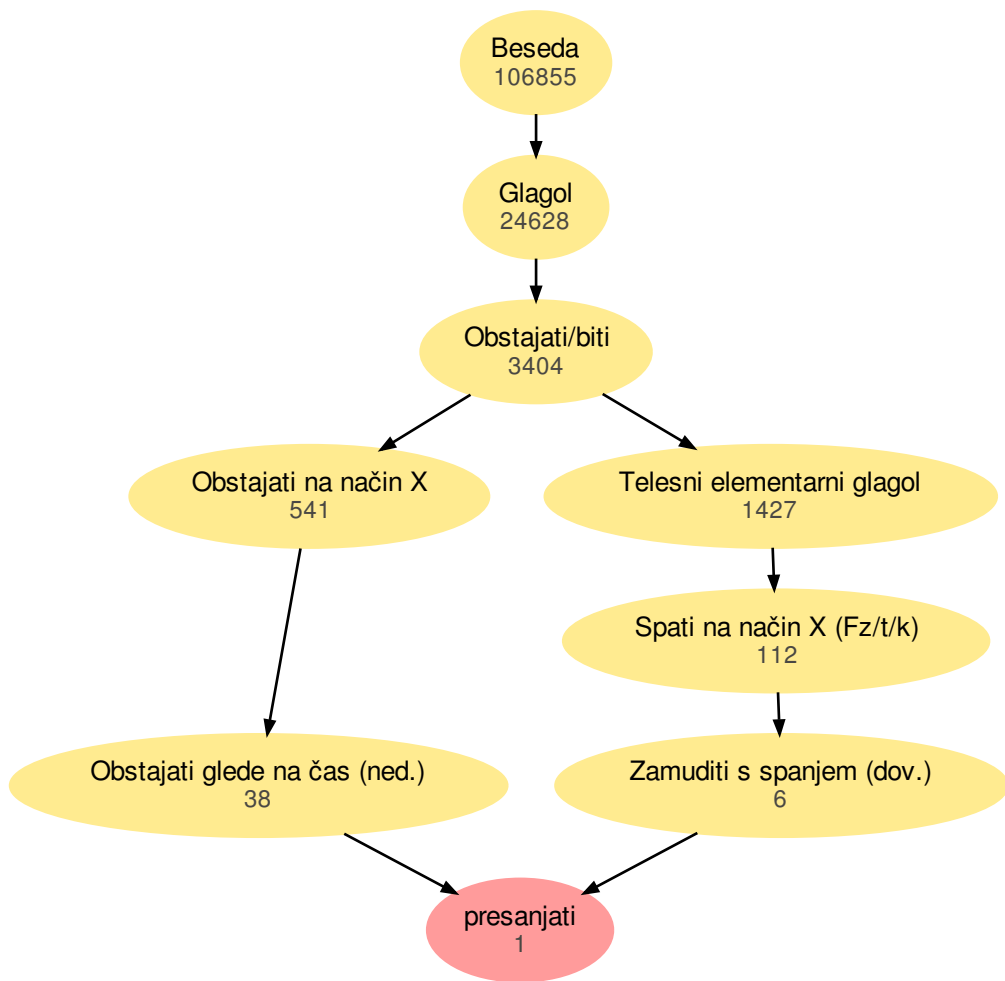 Beseda
106855
Glagol
24628
Obstajati/biti
3404
Obstajati na način X
541
Telesni elementarni glagol
1427
Spati na način X (Fz/t/k)
112
Obstajati glede na čas (ned.)
38
Zamuditi s spanjem (dov.)
6
presanjati
1